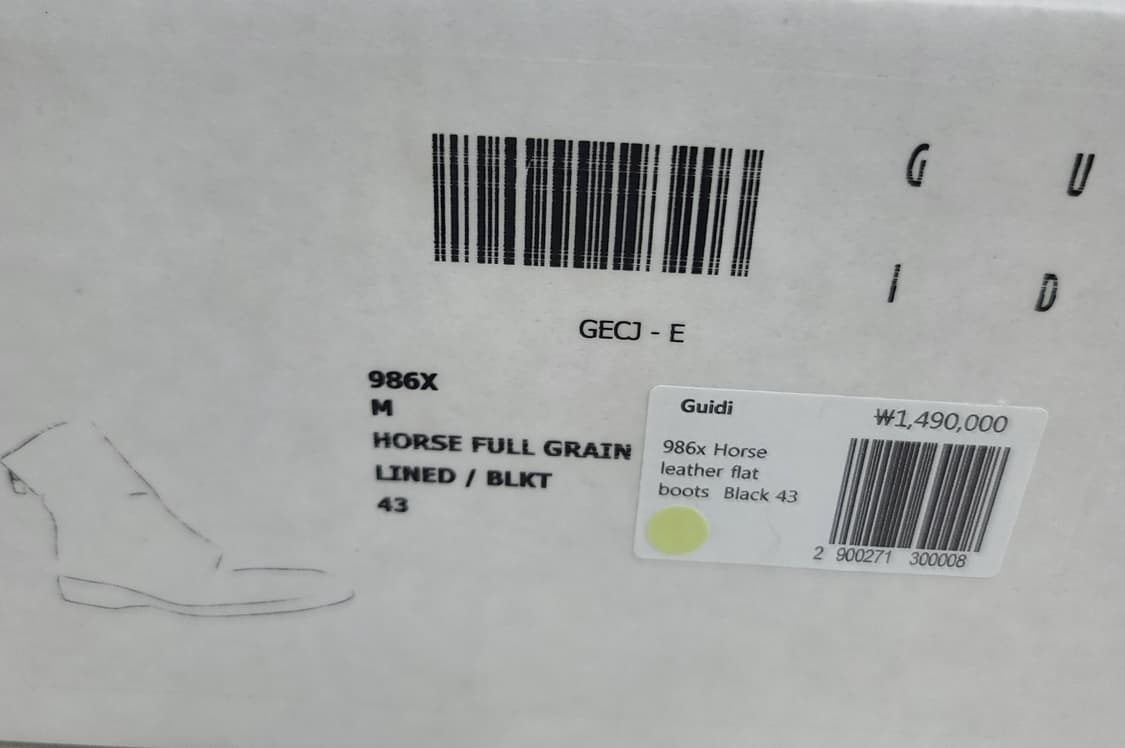 G U
I D
GECJ - E
986X
M
HORSE FULL GRAIN
LINED / BLKT
43
Guidi
₩1,490,000
986x Horse
leather flat
boots Black 43
2 900271 300008